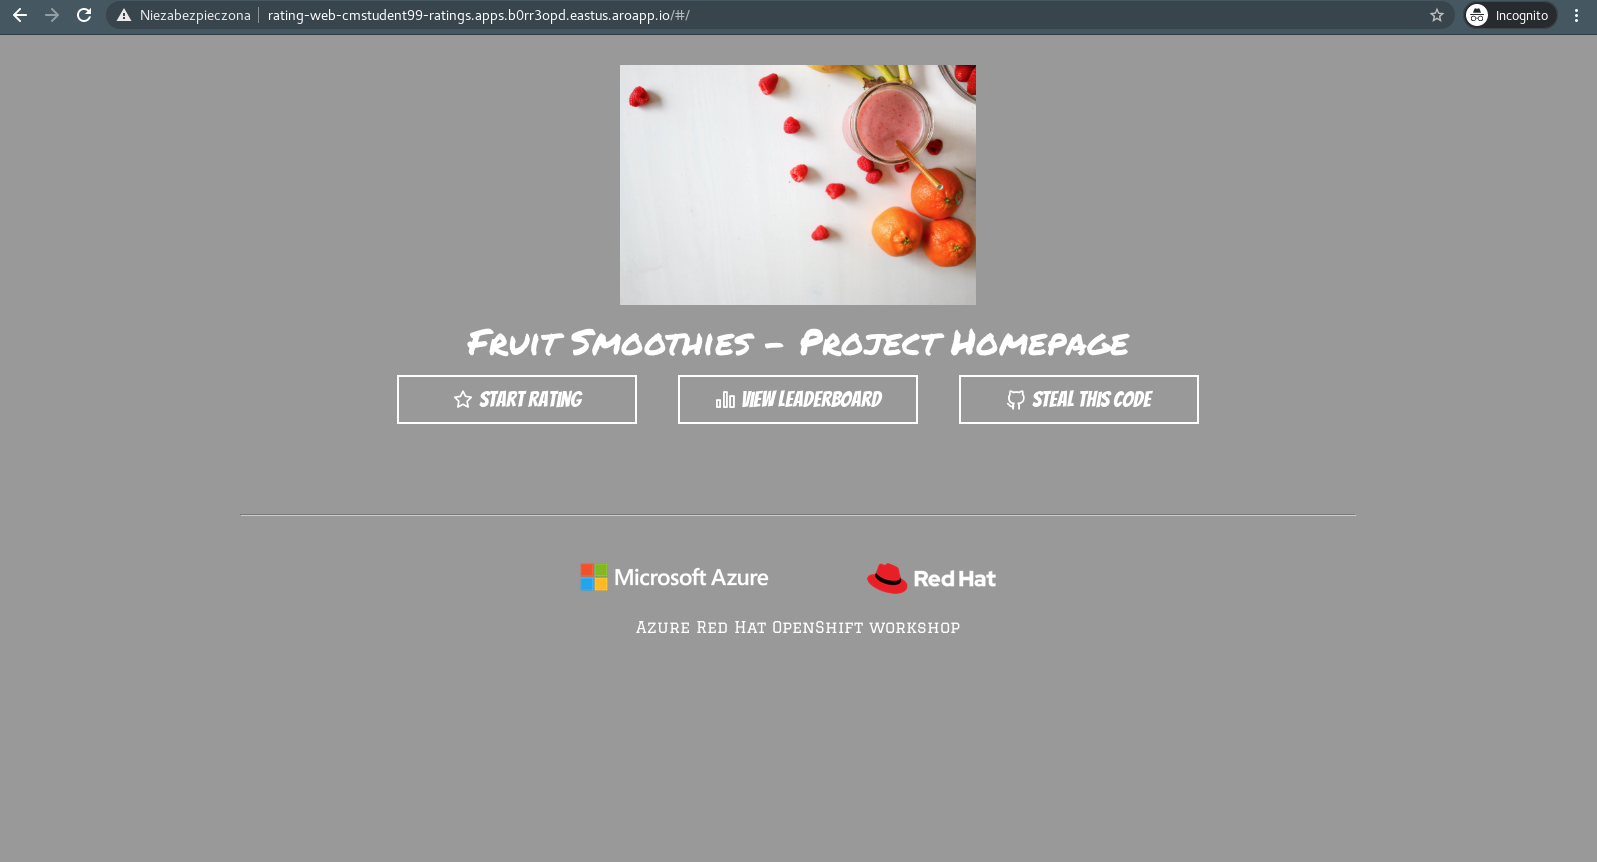 Niezabezpieczona rating-web-cmstudent99-ratings.apps.b0rr3opd.eastus.aroapp.io/#/ Incognito
Fruit Smoothies - Project Homepage
START RATING VIEW LEADERBOARD STEAL THIS CODE
Microsoft Azure Red Hat
Azure Red Hat OpenShift workshop